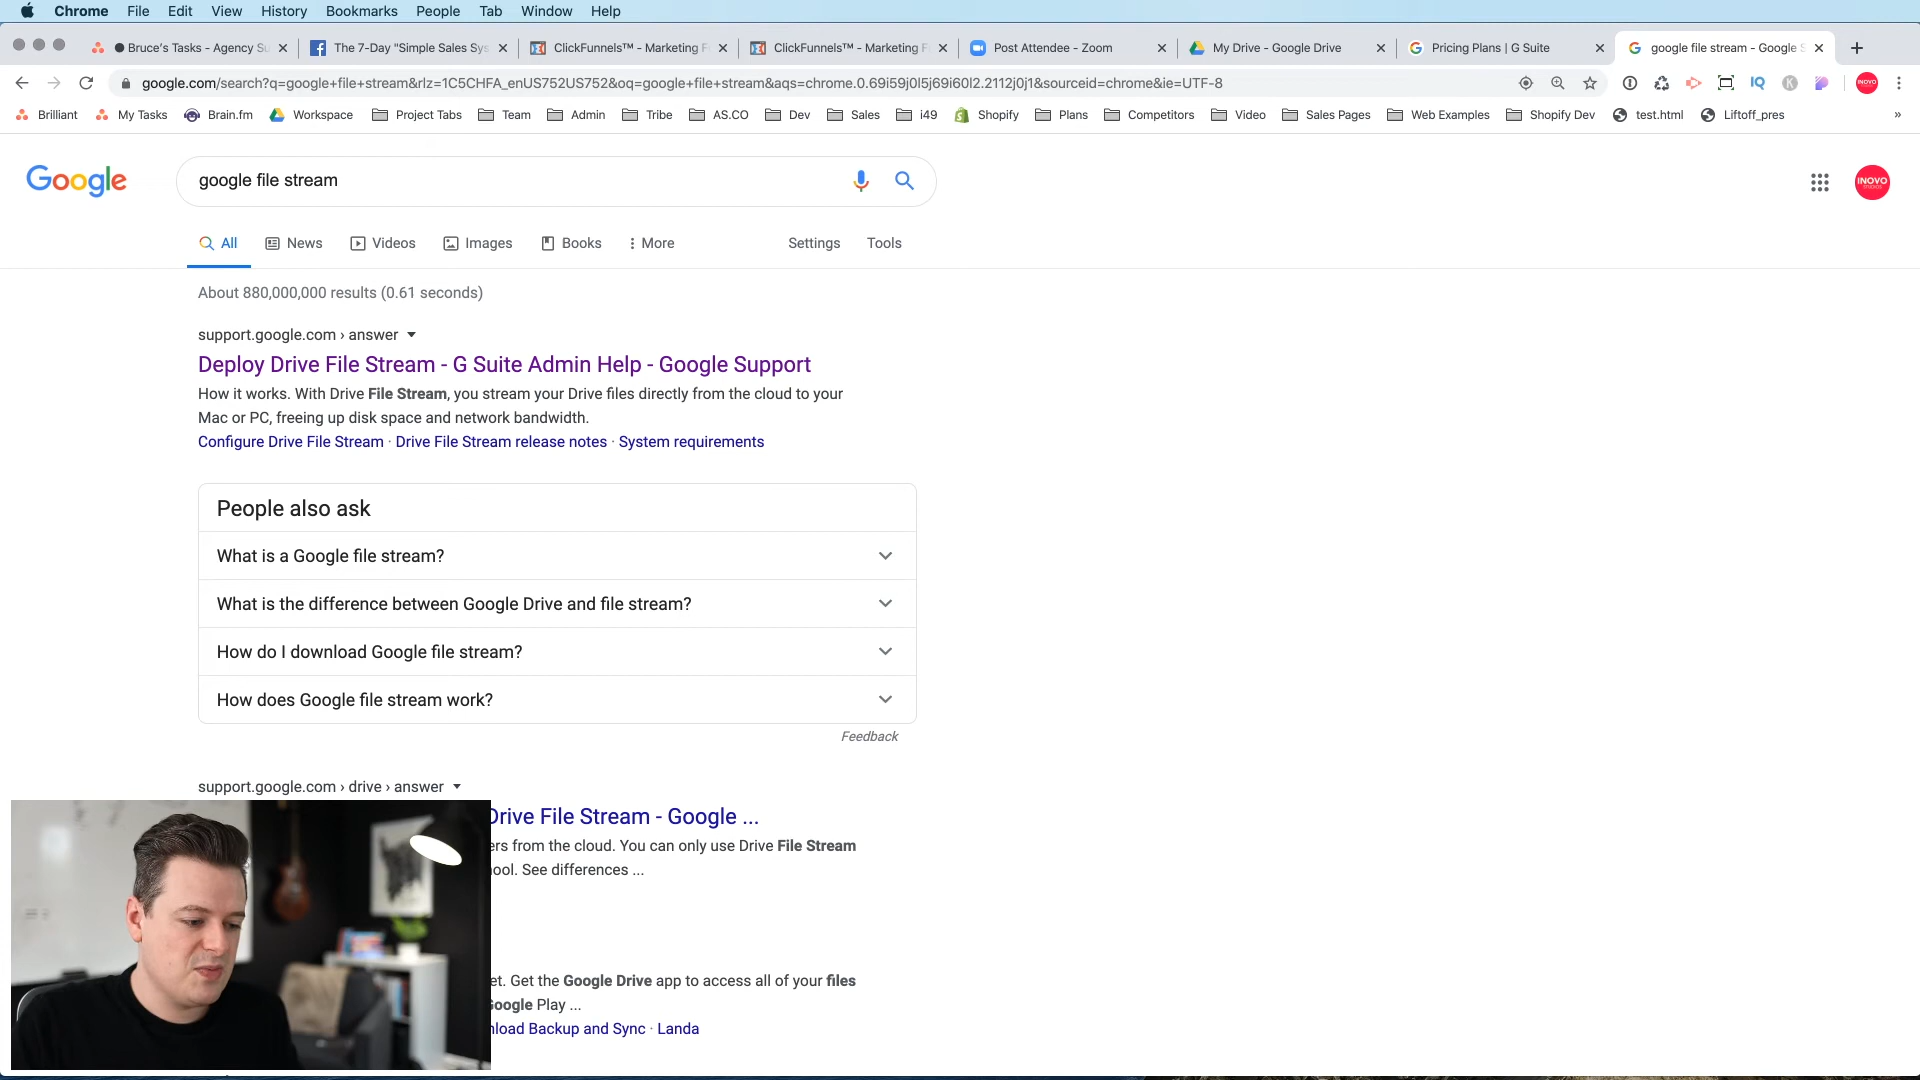 Chrome File Edit View History Bookmarks People Tab Window Help
Bruce's Tasks - Agency Su
The 7-Day "Simple Sales Sys
ClickFunnels™ - Marketing F
ClickFunnels™ - Marketing F
Post Attendee - Zoom
My Drive - Google Drive
Pricing Plans | G Suite
google file stream - Google S
google.com/search?q=google+file+stream&rlz=1C5CHFA_enUS752US752&oq=google+file+stream&aqs=chrome.0.69i59j0l5j69i60l2.2112j0j1&sourceid=chrome&ie=UTF-8
IQ K INOVO
Brilliant My Tasks Brain.fm Workspace Project Tabs Team Admin Tribe AS.CO Dev Sales i49 Shopify Plans Competitors Video Sales Pages Web Examples Shopify Dev test.html Liftoff_pres »
Google
google file stream
INOVO
All News Videos Images Books More Settings Tools
About 880,000,000 results (0.61 seconds)
support.google.com › answer
Deploy Drive File Stream - G Suite Admin Help - Google Support
How it works. With Drive File Stream, you stream your Drive files directly from the cloud to your
Mac or PC, freeing up disk space and network bandwidth.
Configure Drive File Stream · Drive File Stream release notes · System requirements
People also ask
What is a Google file stream?
What is the difference between Google Drive and file stream?
How do I download Google file stream?
How does Google file stream work?
Feedback
support.google.com › drive › answer
Drive File Stream - Google ...
ers from the cloud. You can only use Drive File Stream
ool. See differences ...
et. Get the Google Drive app to access all of your files
Google Play ...
nload Backup and Sync · Landa